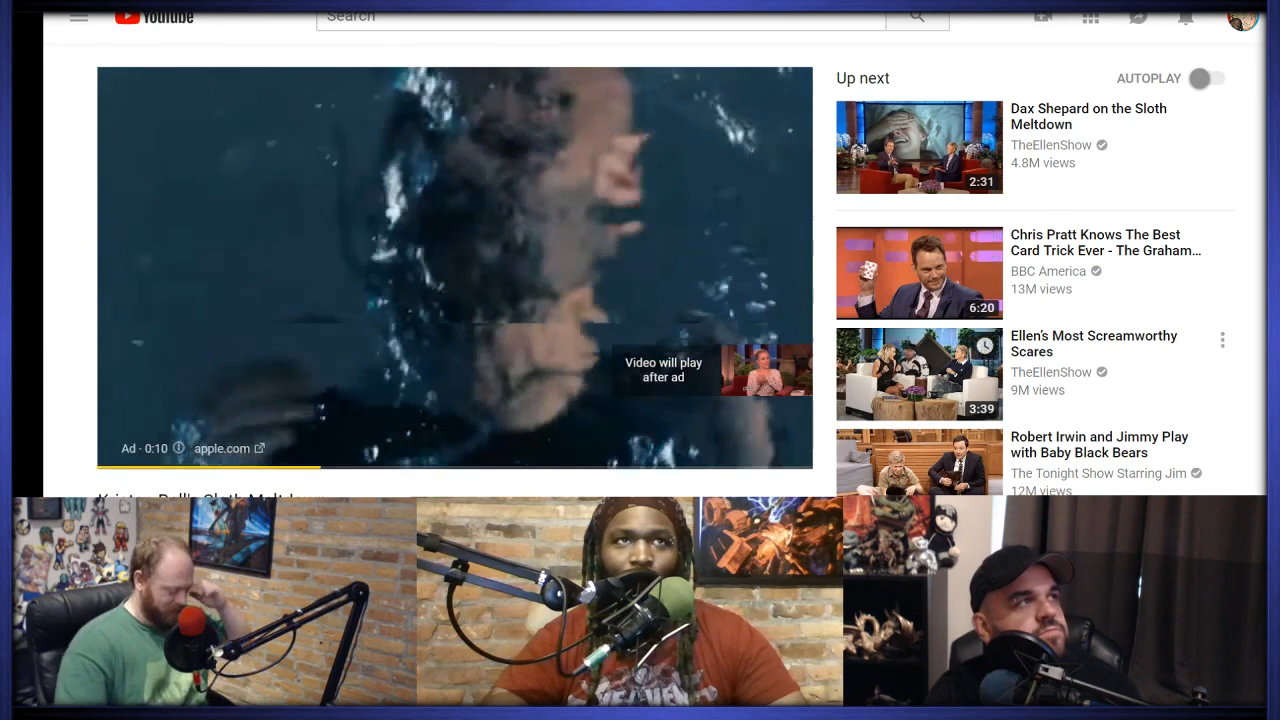 YouTube
Search
Up next
AUTOPLAY
Dax Shepard on the Sloth
Meltdown
TheEllenShow
4.8M views
2:31
Chris Pratt Knows The Best
Card Trick Ever - The Graham…
BBC America
13M views
6:20
Ellen's Most Screamworthy
Scares
TheEllenShow
9M views
3:39
Video will play
after ad
Ad · 0:10
apple.com
Robert Irwin and Jimmy Play
with Baby Black Bears
The Tonight Show Starring Jim
12M views